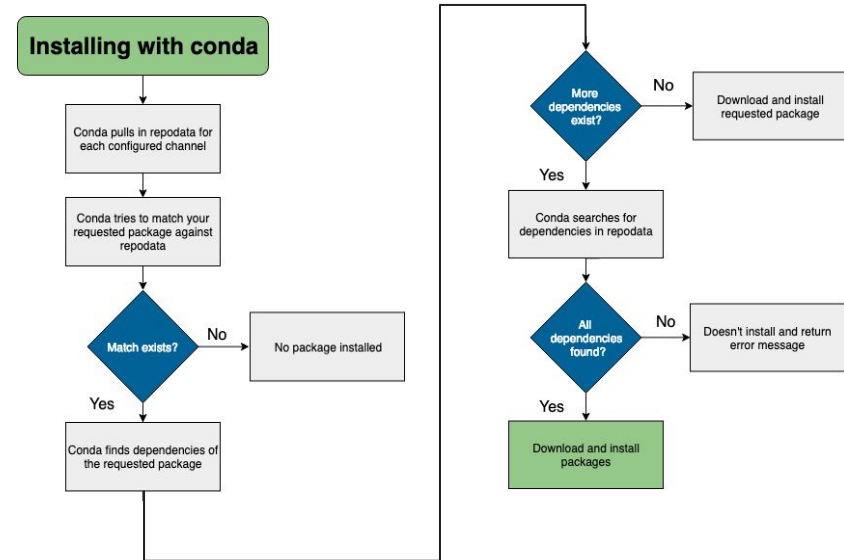 Installing with conda
Conda pulls in repodata for
each configured channel
Conda tries to match your
requested package against
repodata
Match exists?
No
No package installed
Yes
Conda finds dependencies of
the requested package
More
dependencies
exist?
No
Download and install
requested package
Yes
Conda searches for
dependencies in repodata
All
dependencies
found?
No
Doesn't install and return
error message
Yes
Download and install
packages